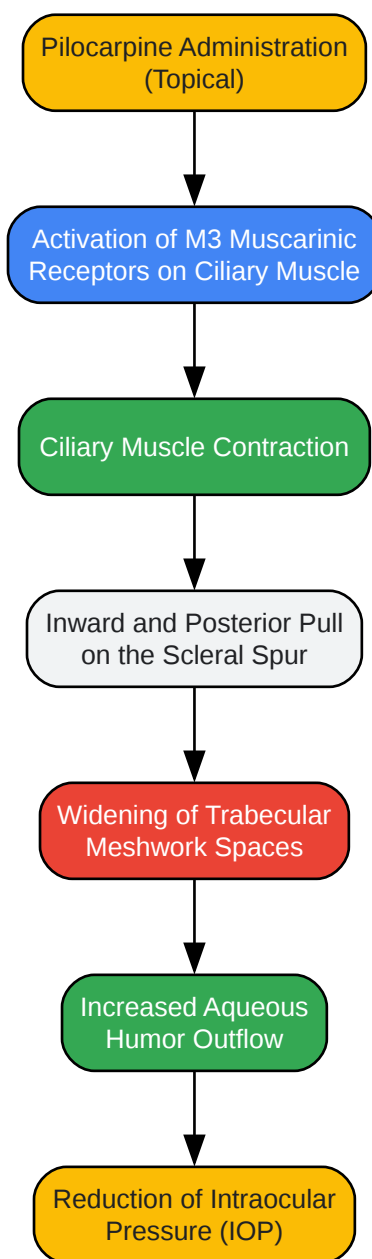 Pilocarpine Administration
(Topical)
Activation of M3 Muscarinic
Receptors on Ciliary Muscle
Ciliary Muscle Contraction
Inward and Posterior Pull
on the Scleral Spur
Widening of Trabecular
Meshwork Spaces
Increased Aqueous
Humor Outflow
Reduction of Intraocular
Pressure (IOP)